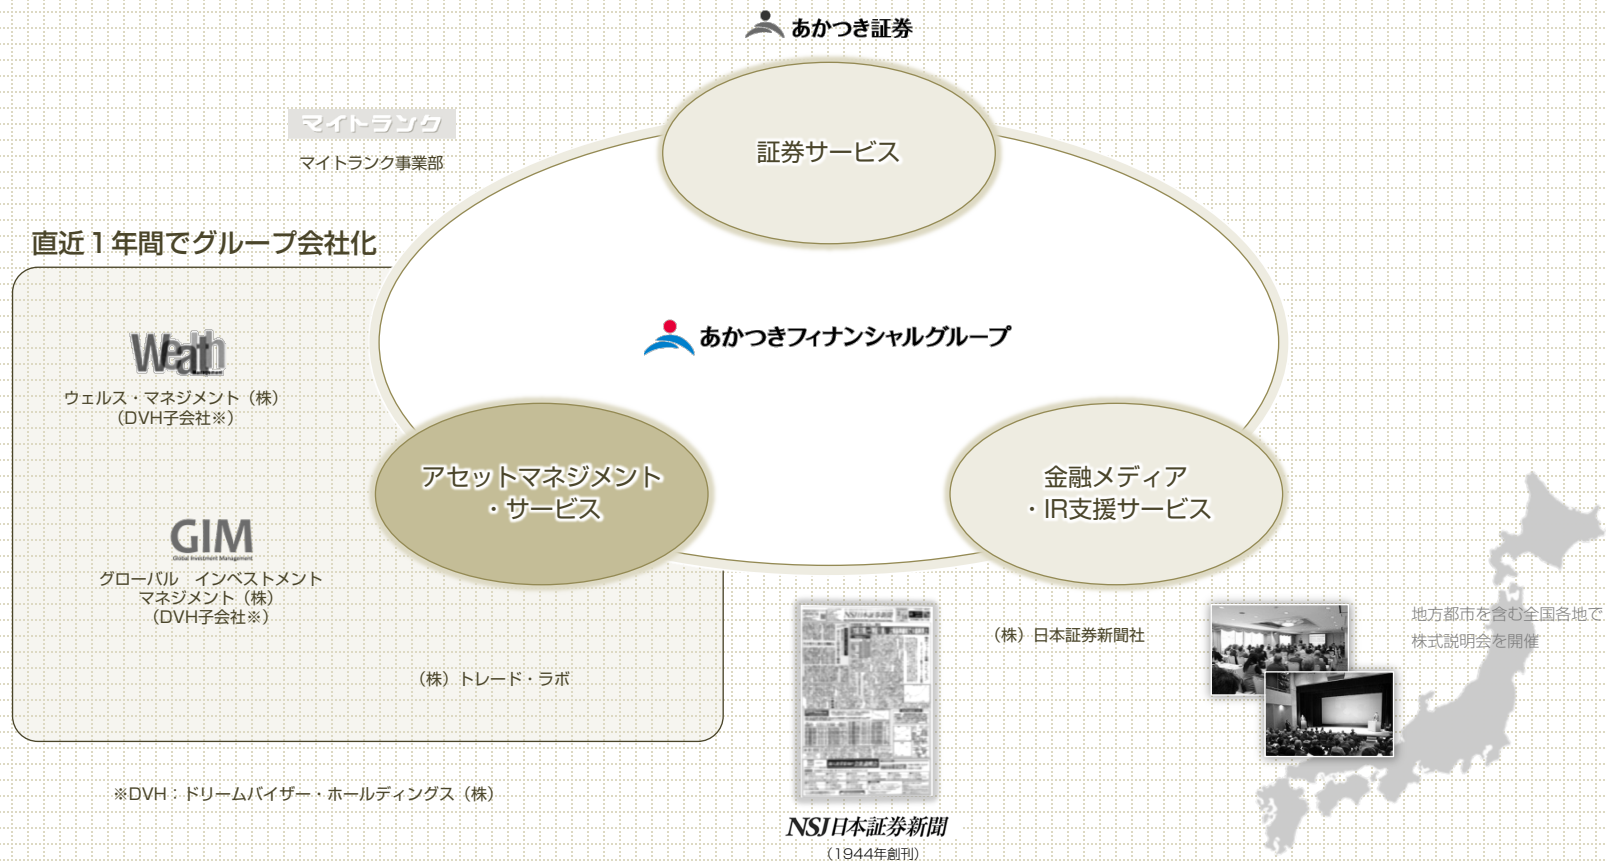 あかつき証券
マイトランク
マイトランク事業部
証券サービス
直近１年間でグループ会社化
あかつきフィナンシャルグループ
Wealth
ウェルス・マネジメント（株）
（DVH子会社※）
アセットマネジメント
・サービス
金融メディア
・IR支援サービス
GIM
Global Investment Management
グローバル　インベストメント
マネジメント（株）
（DVH子会社※）
（株）トレード・ラボ
（株）日本証券新聞社
地方都市を含む全国各地で
株式説明会を開催
※DVH：ドリームバイザー・ホールディングス（株）
NSJ日本証券新聞
（1944年創刊）